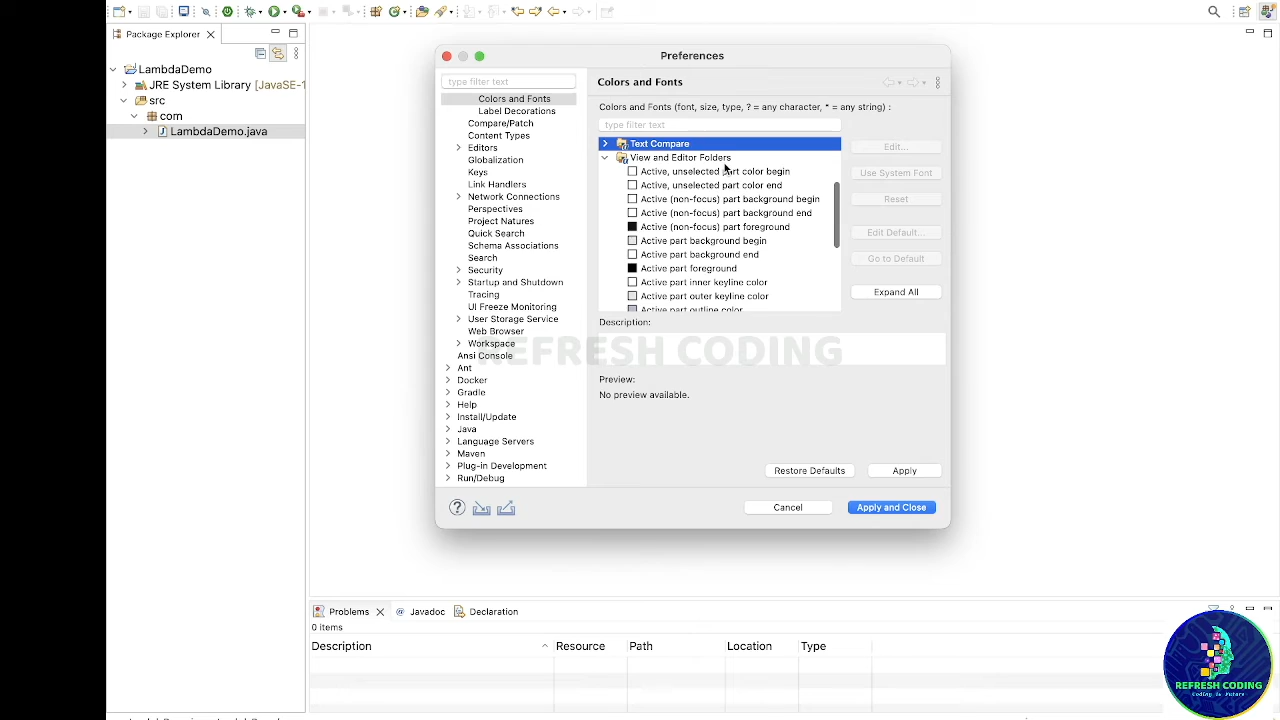 Package Explorer
LambdaDemo
JRE System Library [JavaSE-1
src
com
LambdaDemo.java
Preferences
type filter text
Colors and Fonts
Label Decorations
Compare/Patch
Content Types
Editors
Globalization
Keys
Link Handlers
Network Connections
Perspectives
Project Natures
Quick Search
Schema Associations
Search
Security
Startup and Shutdown
Tracing
UI Freeze Monitoring
User Storage Service
Web Browser
Workspace
Ansi Console
Ant
Docker
Gradle
Help
Install/Update
Java
Language Servers
Maven
Plug-in Development
Run/Debug
Colors and Fonts
Colors and Fonts (font, size, type, ? = any character, * = any string) :
type filter text
Text Compare
View and Editor Folders
Active, unselected part color begin
Active, unselected part color end
Active (non-focus) part background begin
Active (non-focus) part background end
Active (non-focus) part foreground
Active part background begin
Active part background end
Active part foreground
Active part inner keyline color
Active part outer keyline color
Active part outline color
Edit...
Use System Font
Reset
Edit Default...
Go to Default
Expand All
Description:
REFRESH CODING
Preview:
No preview available.
Restore Defaults
Apply
Cancel
Apply and Close
Problems
@ Javadoc
Declaration
0 items
Description
Resource
Path
Location
Type
REFRESH CODING
Coding is Future